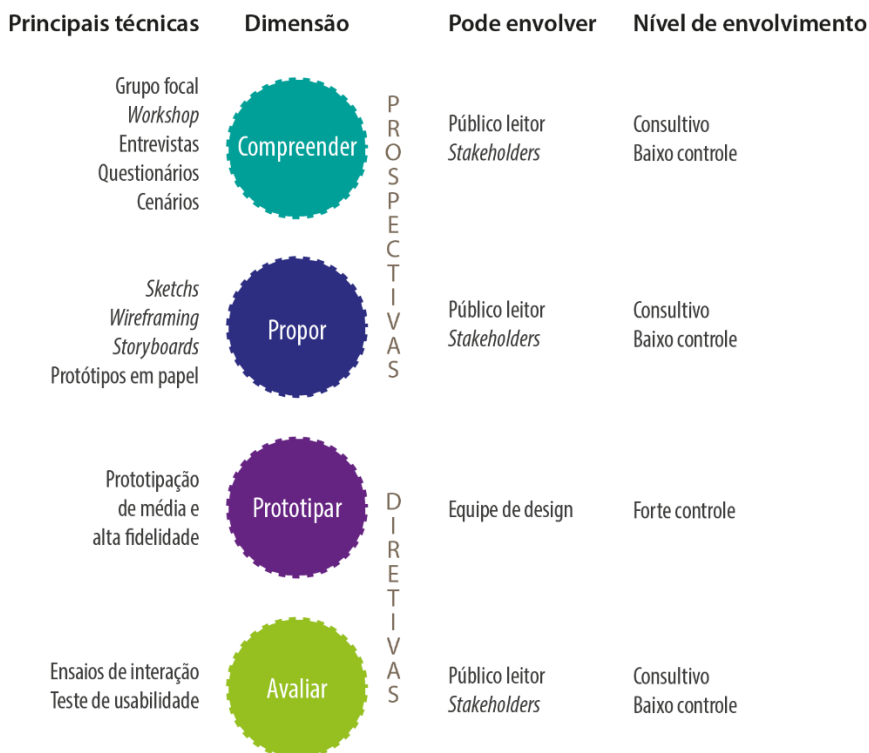 Principais técnicas Dimensão Pode envolver Nível de envolvimento
Grupo focal
Workshop
Entrevistas
Questionários
Cenários
Compreender
PROSPECTIVAS
Público leitor
Stakeholders
Consultivo
Baixo controle
Sketchs
Wireframing
Storyboards
Protótipos em papel
Propor
Público leitor
Stakeholders
Consultivo
Baixo controle
Prototipação
de média e
alta fidelidade
Prototipar
DIRETIVAS
Equipe de design
Forte controle
Ensaios de interação
Teste de usabilidade
Avaliar
Público leitor
Stakeholders
Consultivo
Baixo controle